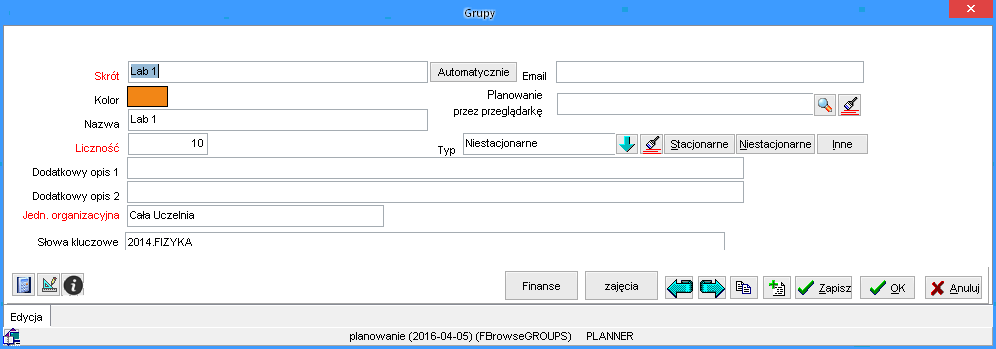 Grupy
Skrót Lab 1 Automatycznie Email
Kolor Planowanie
przez przeglądarkę
Nazwa Lab 1
Liczność 10 Typ Niestacjonarne Stacjonarne Niestacjonarne Inne
Dodatkowy opis 1
Dodatkowy opis 2
Jedn. organizacyjna Cała Uczelnia
Słowa kluczowe 2014.FIZYKA
Finanse zajęcia Zapisz OK Anuluj
Edycja
planowanie (2016-04-05) (FBrowseGROUPS) PLANNER